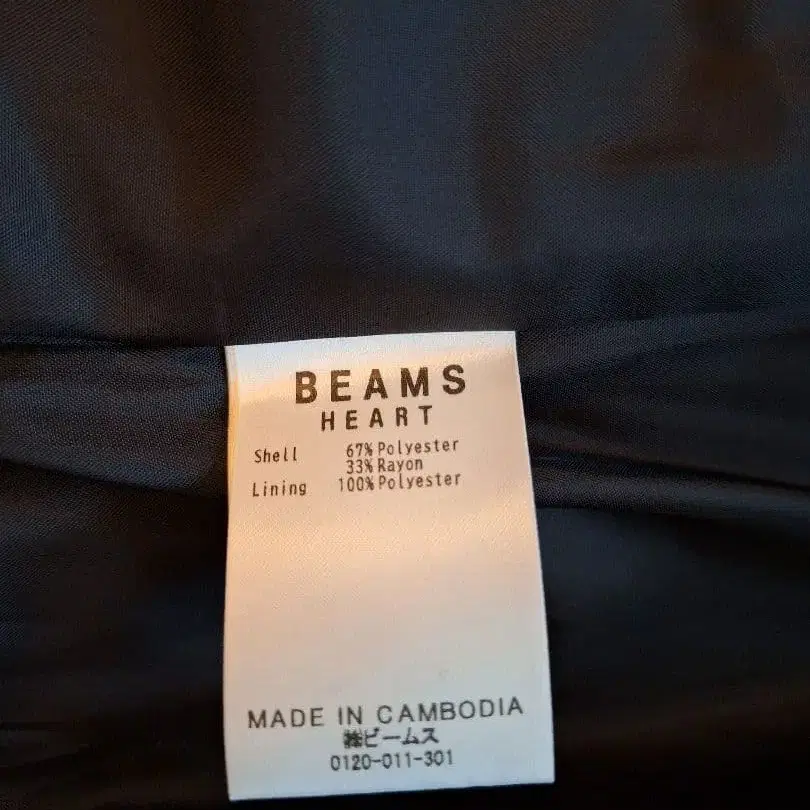 BEAMS
HEART
Shell 67% Polyester
33% Rayon
Lining 100% Polyester
MADE IN CAMBODIA
㈱ビームス
0120-011-301